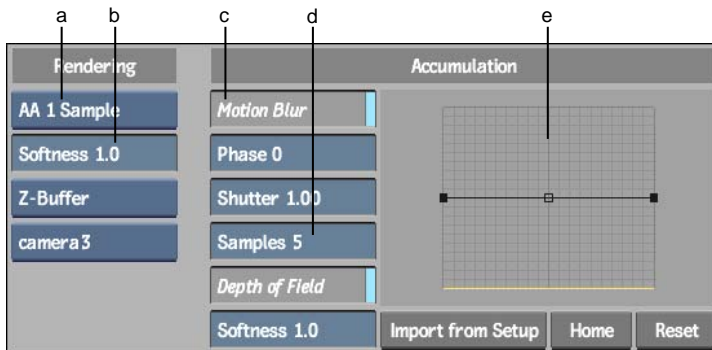 a b c d e
Rendering Accumulation
AA 1 Sample Motion Blur
Softness 1.0 Phase 0
Z-Buffer Shutter 1.00
camera3 Samples 5
Depth of Field
Softness 1.0 Import from Setup Home Reset